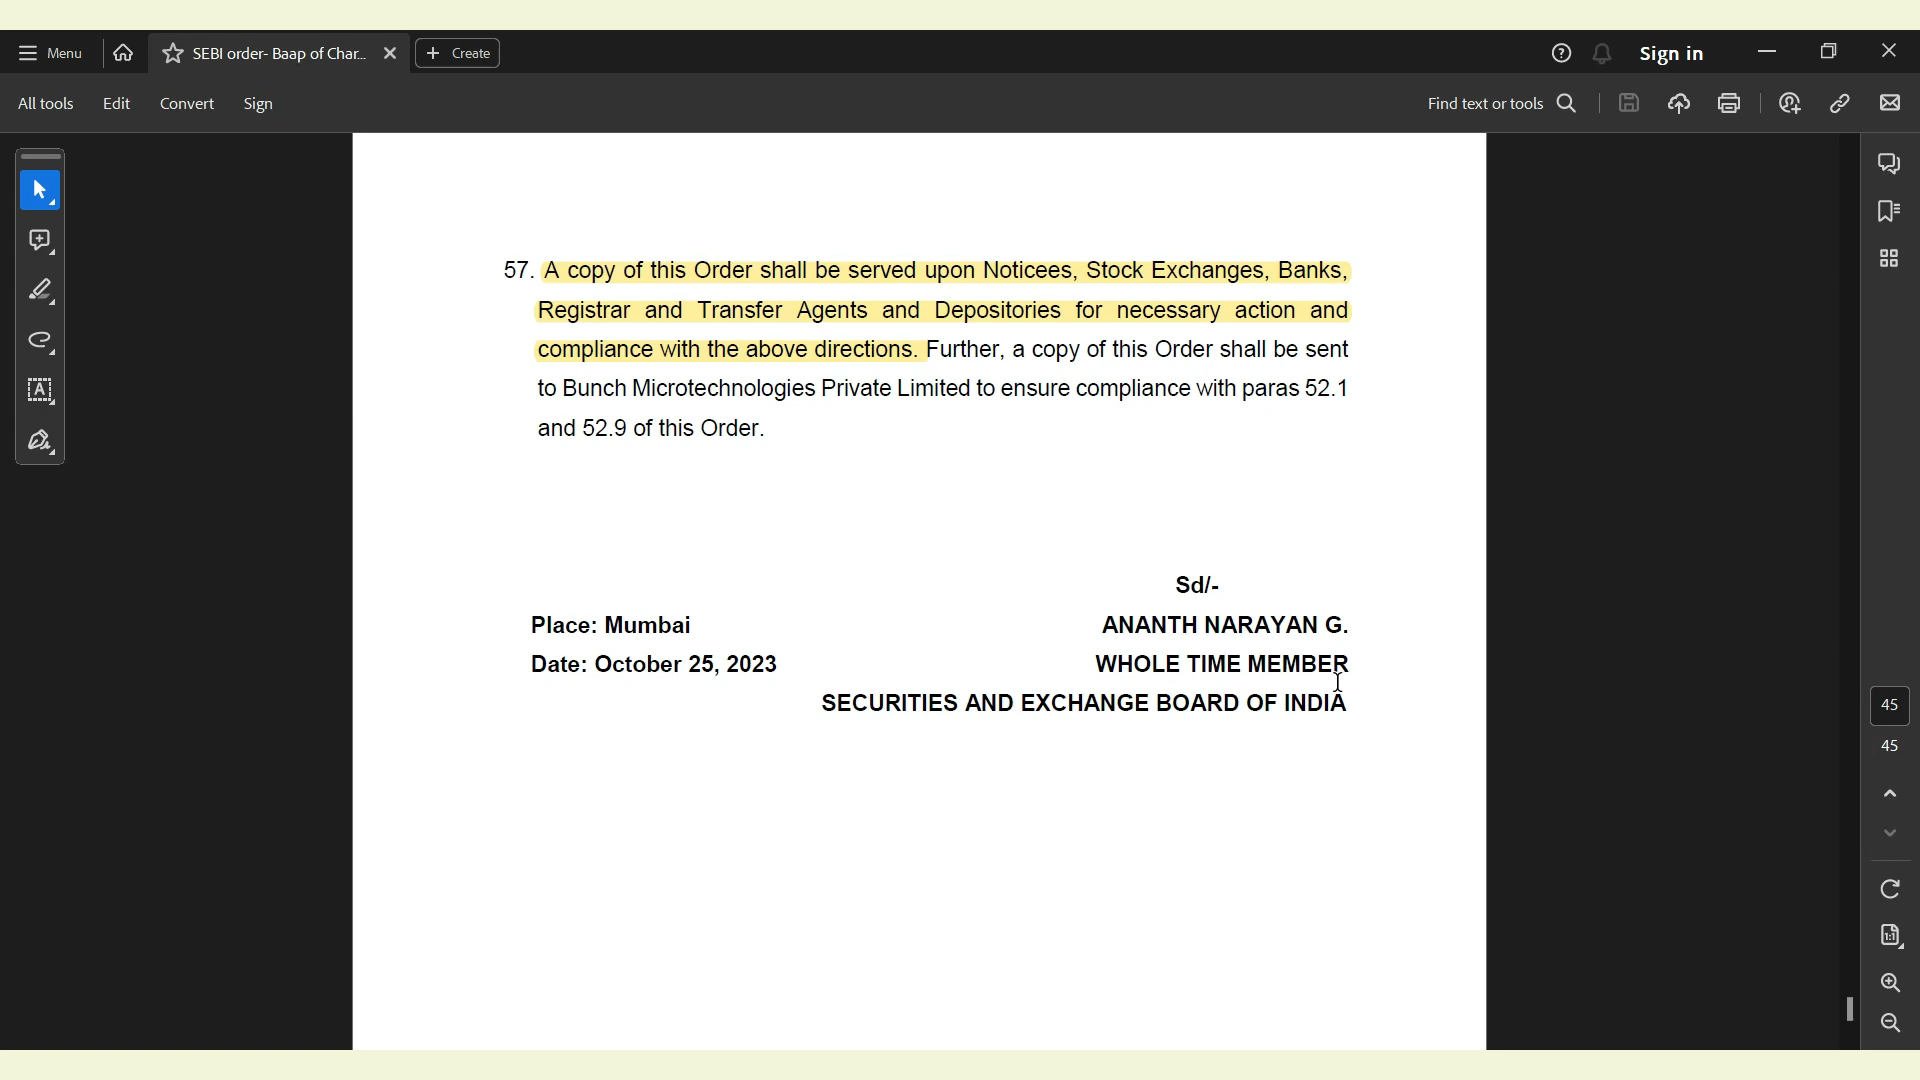 Menu
SEBI order- Baap of Char...
Create
Sign in
All tools
Edit
Convert
Sign
Find text or tools
57. A copy of this Order shall be served upon Noticees, Stock Exchanges, Banks,
Registrar and Transfer Agents and Depositories for necessary action and
compliance with the above directions. Further, a copy of this Order shall be sent
to Bunch Microtechnologies Private Limited to ensure compliance with paras 52.1
and 52.9 of this Order.
Sd/-
Place: Mumbai
ANANTH NARAYAN G.
Date: October 25, 2023
WHOLE TIME MEMBER
SECURITIES AND EXCHANGE BOARD OF INDIA
45
45